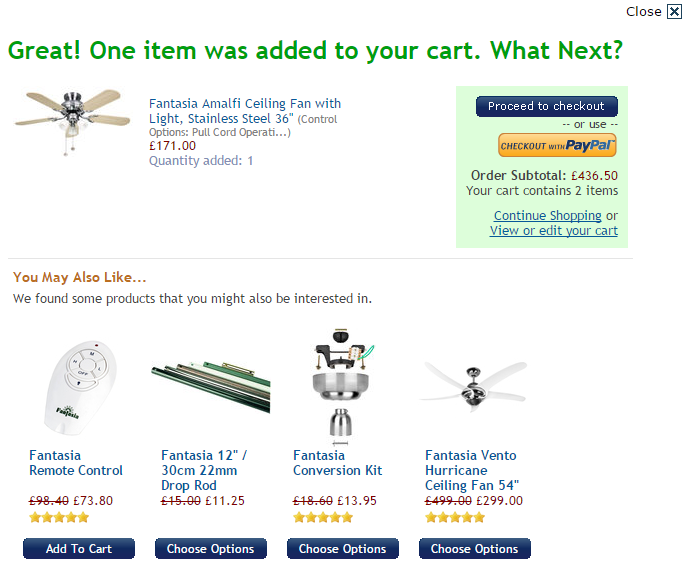 Close
Great! One item was added to your cart. What Next?
Fantasia Amalfi Ceiling Fan with
Light, Stainless Steel 36" (Control
Options: Pull Cord Operati...)
£171.00
Quantity added: 1
Proceed to checkout
-- or use --
CHECKOUT WITH PayPal
Order Subtotal: £436.50
Your cart contains 2 items
Continue Shopping or
View or edit your cart
You May Also Like...
We found some products that you might also be interested in.
H M L
Fantasia
Fantasia
Remote Control
£98.40 £73.80
Add To Cart
Fantasia 12" /
30cm 22mm
Drop Rod
£15.00 £11.25
Choose Options
Fantasia
Conversion Kit
£18.60 £13.95
Choose Options
Fantasia Vento
Hurricane
Ceiling Fan 54"
£499.00 £299.00
Choose Options